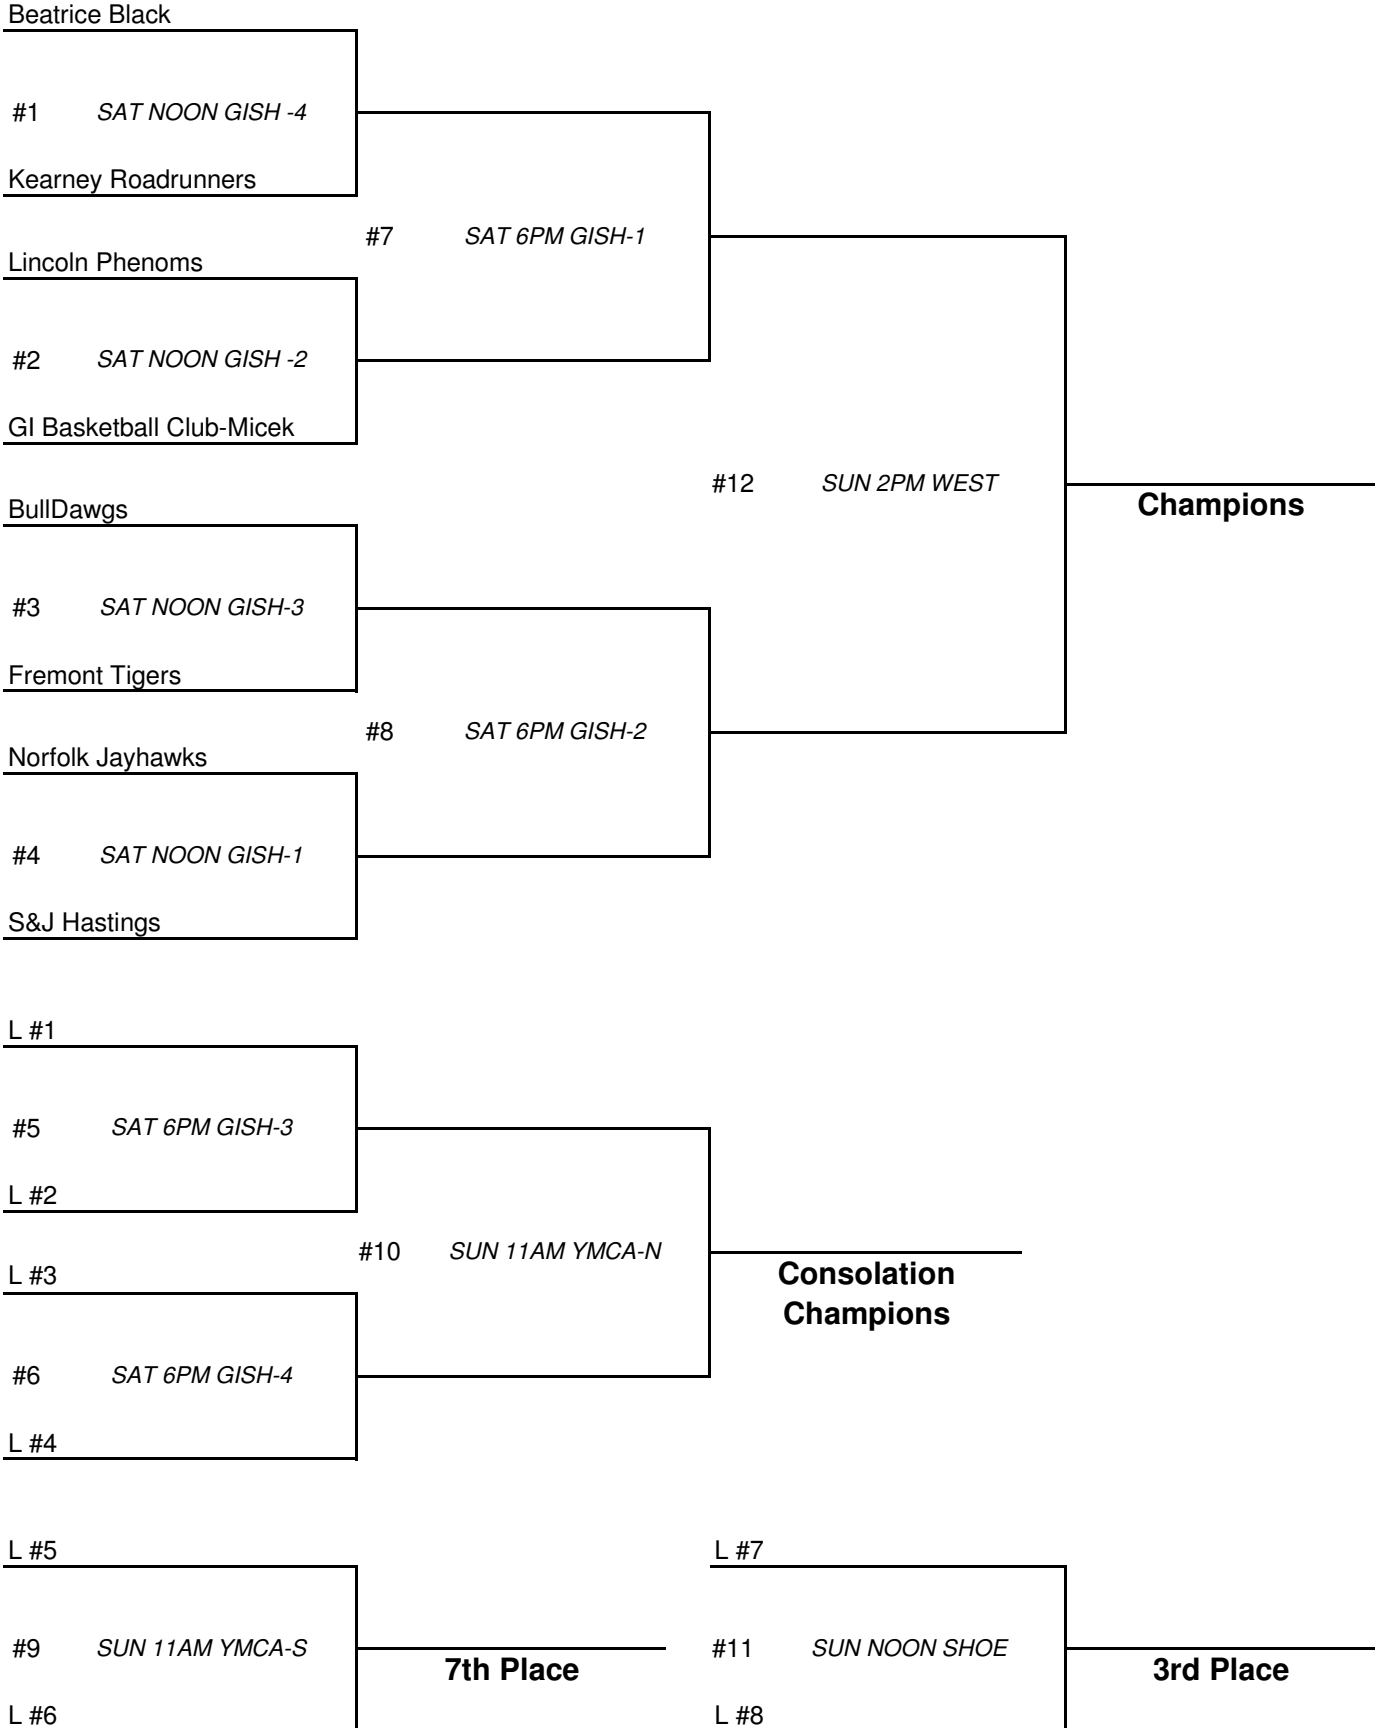 Beatrice Black
#1 SAT NOON GISH -4
Kearney Roadrunners
#7 SAT 6PM GISH-1
Lincoln Phenoms
#2 SAT NOON GISH -2
GI Basketball Club-Micek
#12 SUN 2PM WEST
Champions
BullDawgs
#3 SAT NOON GISH-3
Fremont Tigers
#8 SAT 6PM GISH-2
Norfolk Jayhawks
#4 SAT NOON GISH-1
S&J Hastings
L #1
#5 SAT 6PM GISH-3
L #2
#10 SUN 11AM YMCA-N
Consolation
Champions
L #3
#6 SAT 6PM GISH-4
L #4
L #5
#9 SUN 11AM YMCA-S
7th Place
L #6
L #7
#11 SUN NOON SHOE
3rd Place
L #8